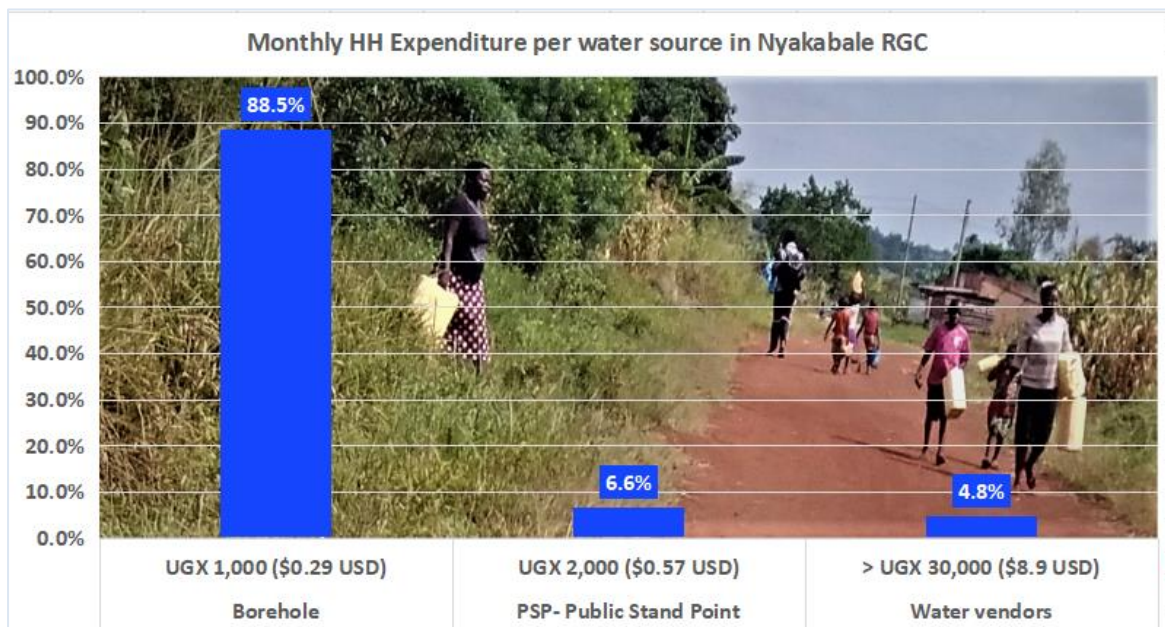 Monthly HH Expenditure per water source in Nyakabale RGC
100.0%
90.0%
80.0%
70.0%
60.0%
50.0%
40.0%
30.0%
20.0%
10.0%
0.0%
88.5%
6.6%
4.8%
UGX 1,000 ($0.29 USD)
UGX 2,000 ($0.57 USD)
> UGX 30,000 ($8.9 USD)
Borehole
PSP- Public Stand Point
Water vendors